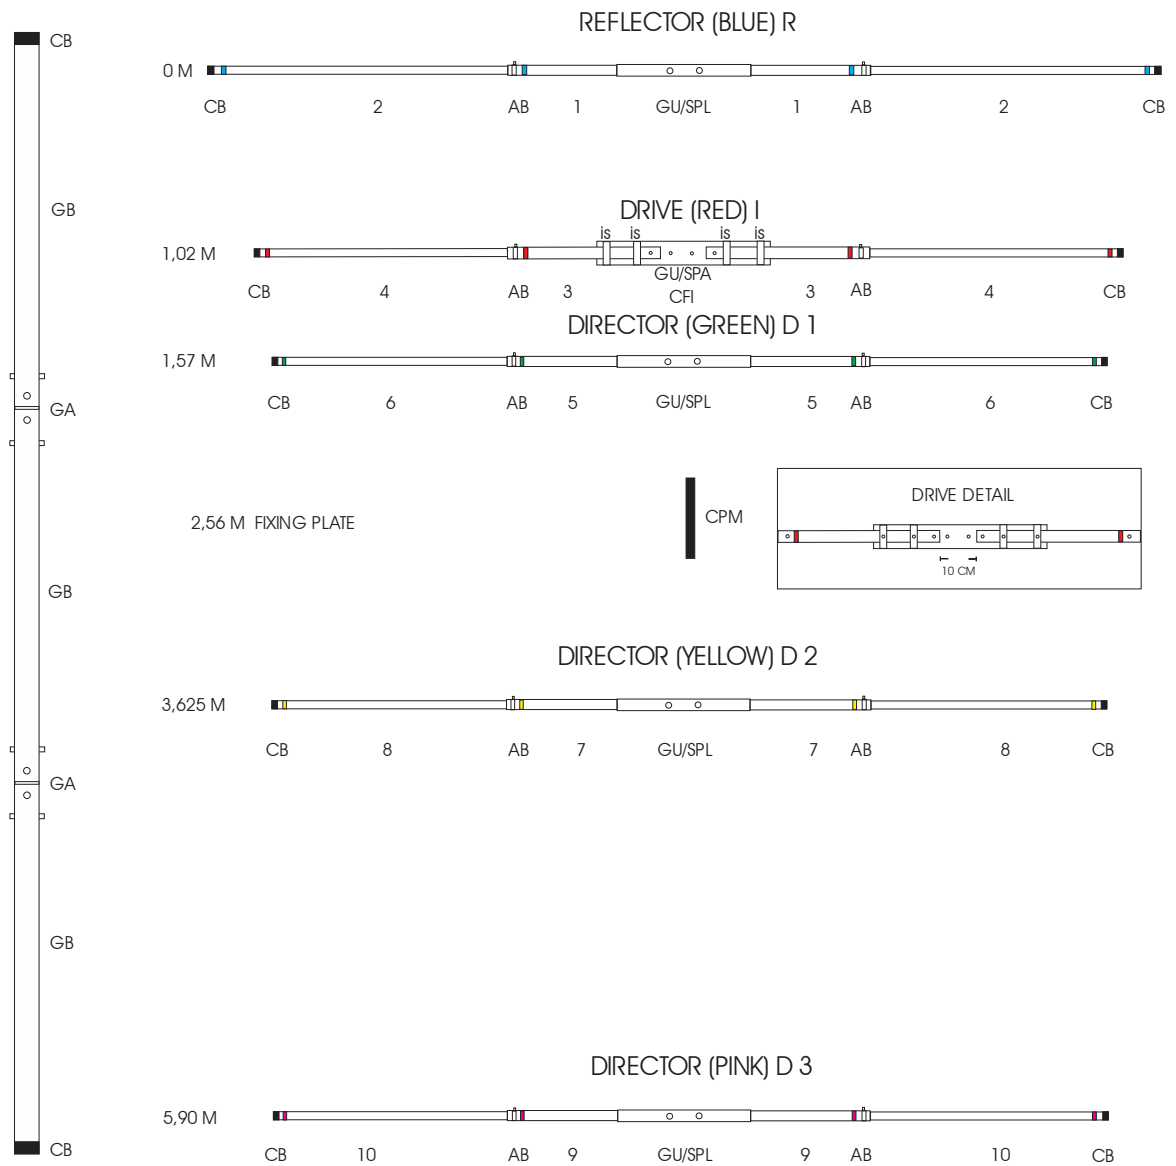 REFLECTOR (BLUE) R
CB
0 M
CB 2 AB 1 GU/SPL 1 AB 2 CB
GB
DRIVE (RED) I
is is is is
1,02 M
GU/SPA
CB 4 AB 3 CFI 3 AB 4 CB
DIRECTOR (GREEN) D 1
1,57 M
GA
CB 6 AB 5 GU/SPL 5 AB 6 CB
2,56 M FIXING PLATE
CPM
DRIVE DETAIL
10 CM
GB
DIRECTOR (YELLOW) D 2
3,625 M
CB 8 AB 7 GU/SPL 7 AB 8 CB
GA
GB
DIRECTOR (PINK) D 3
5,90 M
CB
CB 10 AB 9 GU/SPL 9 AB 10 CB